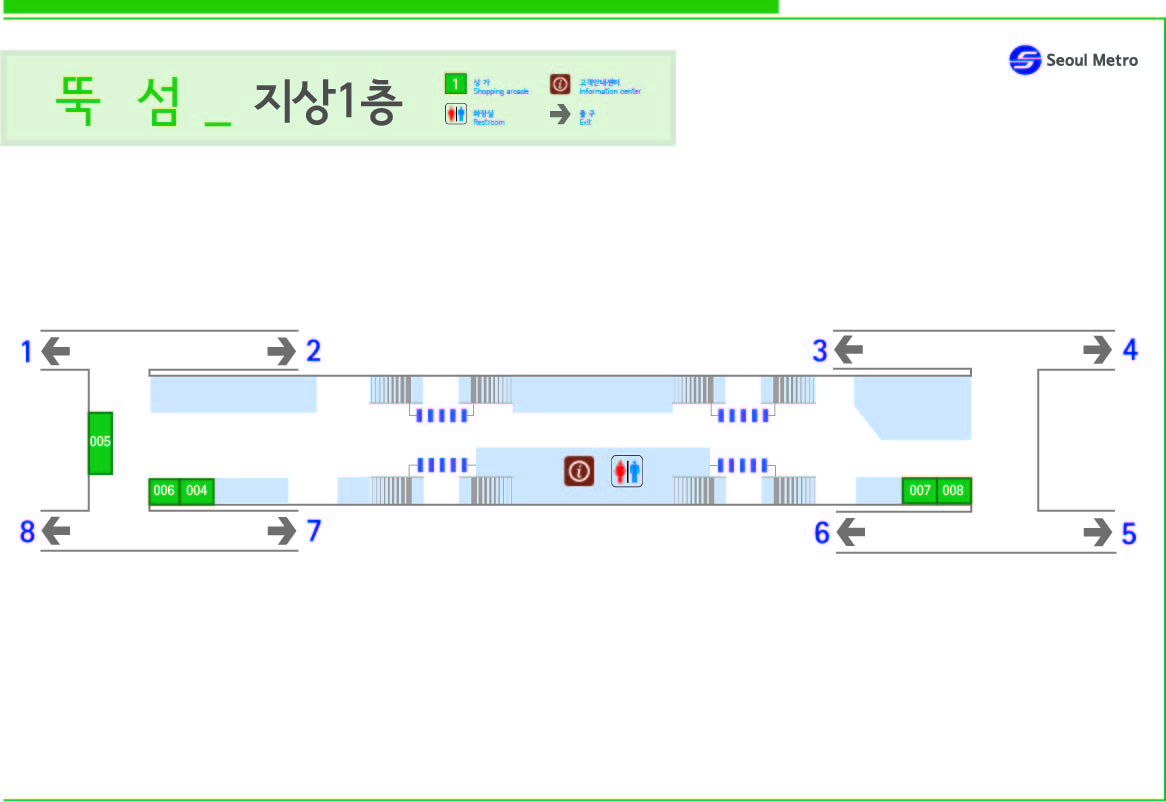 Seoul Metro
뚝 섬 _ 지상1층
1 상 가 Shopping arcade
고객안내센터 Information center
화장실 Restroom
출 구 Exit
1 2 3 4
005
006 004 007 008
8 7 6 5